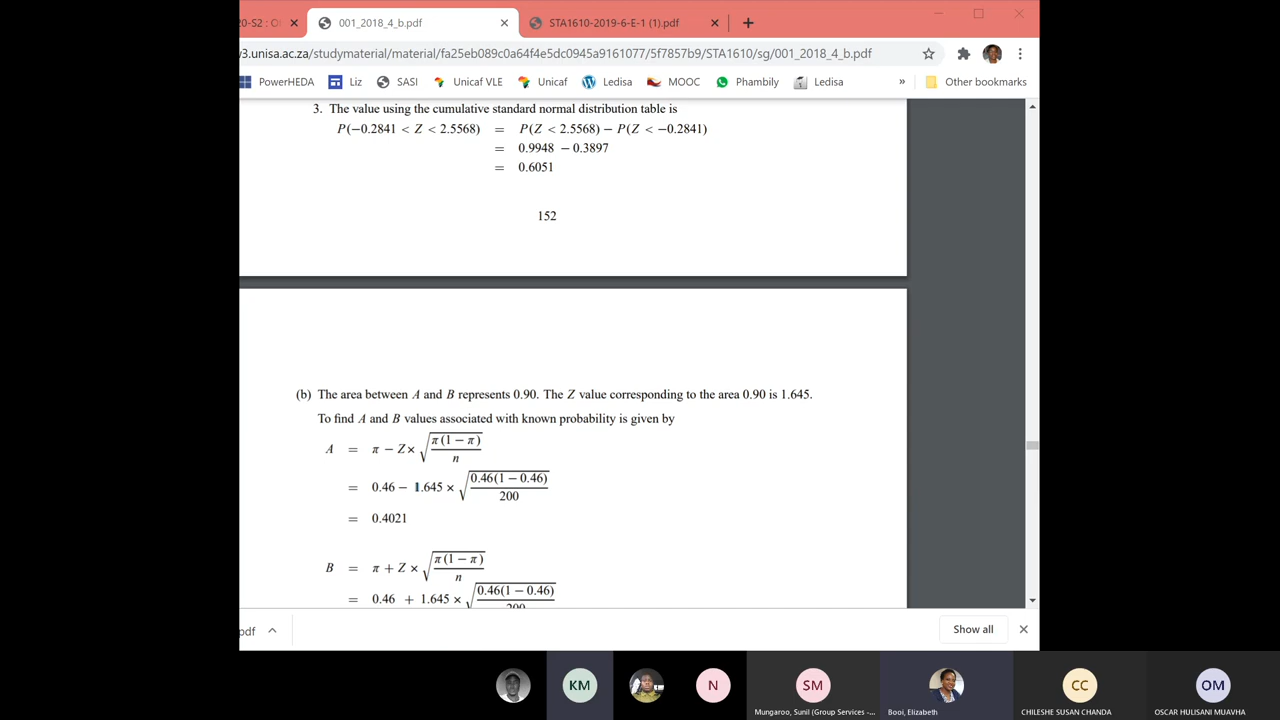 20-S2 : Of
001_2018_4_b.pdf
STA1610-2019-6-E-1 (1).pdf
v3.unisa.ac.za/studymaterial/material/fa25eb089c0a64f4e5dc0945a9161077/5f7857b9/STA1610/sg/001_2018_4_b.pdf
PowerHEDA Liz SASI Unicaf VLE Unicaf Ledisa MOOC Phambily Ledisa » Other bookmarks
3. The value using the cumulative standard normal distribution table is
P(−0.2841 < Z < 2.5568) = P(Z < 2.5568) − P(Z < −0.2841)
= 0.9948 − 0.3897
= 0.6051
152
(b) The area between A and B represents 0.90. The Z value corresponding to the area 0.90 is 1.645.
To find A and B values associated with known probability is given by
A = π − Z × √(π(1 − π)/n)
= 0.46 − 1.645 × √(0.46(1 − 0.46)/200)
= 0.4021
B = π + Z × √(π(1 − π)/n)
= 0.46 + 1.645 × √(0.46(1 − 0.46)/200)
pdf
Show all
KM N SM CC OM
Mungaroo, Sunil (Group Services -... Booi, Elizabeth CHILESHE SUSAN CHANDA OSCAR HULISANI MUAVHA